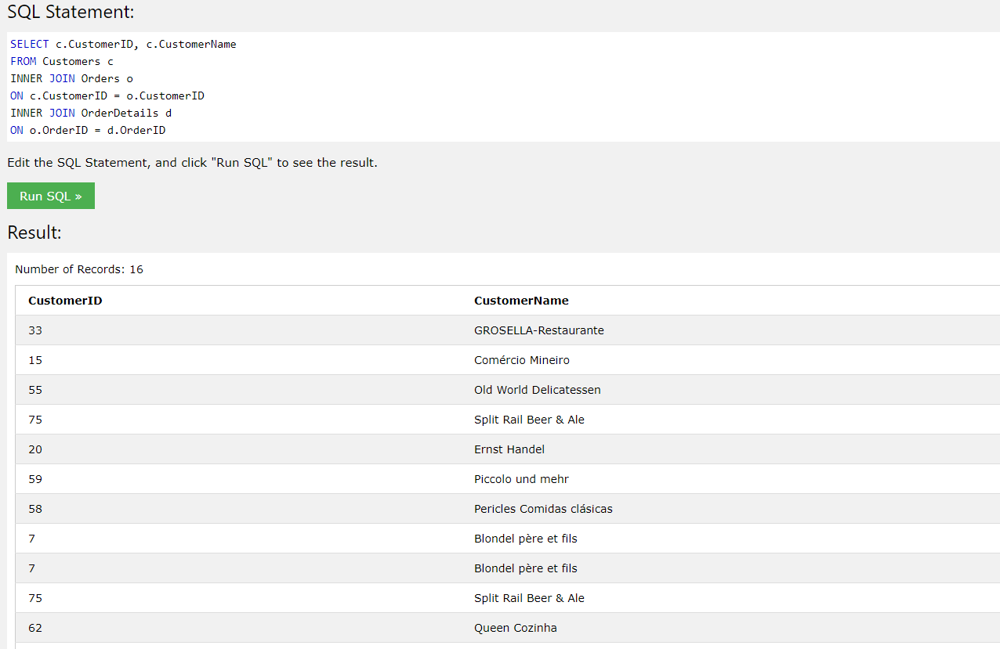 SQL Statement:
SELECT c.CustomerID, c.CustomerName
FROM Customers c
INNER JOIN Orders o
ON c.CustomerID = o.CustomerID
INNER JOIN OrderDetails d
ON o.OrderID = d.OrderID
Edit the SQL Statement, and click "Run SQL" to see the result.
Run SQL »
Result:
Number of Records: 16
CustomerID CustomerName
33 GROSELLA-Restaurante
15 Comércio Mineiro
55 Old World Delicatessen
75 Split Rail Beer & Ale
20 Ernst Handel
59 Piccolo und mehr
58 Pericles Comidas clásicas
7 Blondel père et fils
7 Blondel père et fils
75 Split Rail Beer & Ale
62 Queen Cozinha